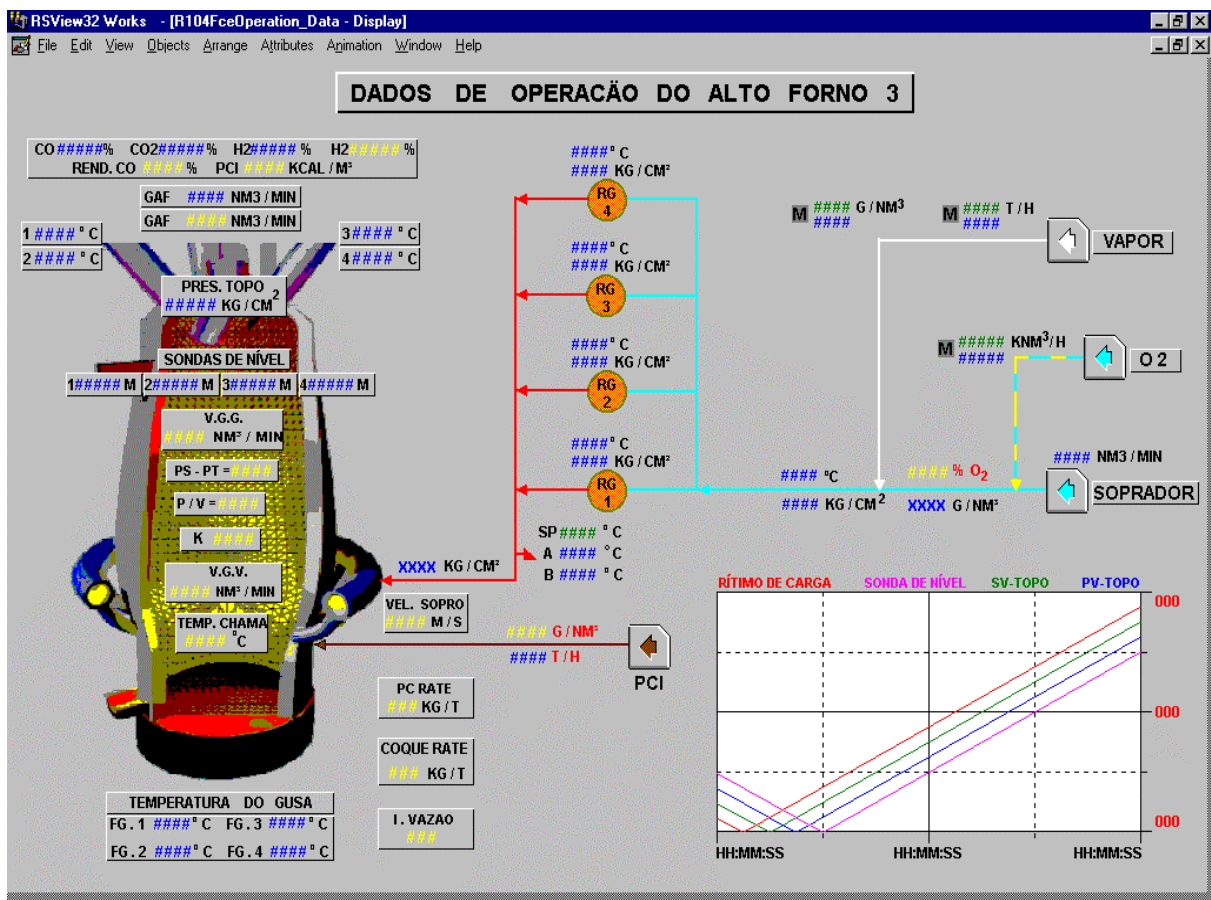 RSView32 Works - [R104FceOperation_Data - Display]
File Edit View Objects Arrange Attributes Animation Window Help
DADOS DE OPERACÄO DO ALTO FORNO 3
CO #####% CO2#####% H2#####% H2#####%
REND. CO ####% PCI #### KCAL / M³
GAF #### NM3 / MIN
GAF #### NM3 / MIN
1 #### º C
2 #### º C
3 #### º C
4 #### º C
PRES. TOPO
##### KG / CM2
SONDAS DE NÍVEL
1##### M 2##### M 3##### M 4##### M
V.G.G.
#### NM³ / MIN
PS - PT = ####
P / V = ####
K ####
V.G.V.
#### NM³ / MIN
TEMP. CHAMA
#### ºC
TEMPERATURA DO GUSA
FG.1 ####º C FG.3 ####º C
FG.2 ####º C FG.4 ####º C
####º C
#### KG / CM²
RG
4
####º C
#### KG / CM²
RG
3
####º C
#### KG / CM²
RG
2
####º C
#### KG / CM²
RG
1
SP #### º C
A #### º C
B #### º C
XXXX KG / CM²
VEL. SOPRO
#### M / S
#### G / NM³
#### T / H
PCI
PC RATE
### KG / T
COQUE RATE
### KG / T
I. VAZAO
###
M #### G / NM3
####
M #### T / H
####
VAPOR
M ##### KNM3/ H
#####
O 2
#### NM3 / MIN
SOPRADOR
#### ºC
#### KG / CM2
#### % O2
XXXX G / NM³
RÍTIMO DE CARGA SONDA DE NÍVEL SV-TOPO PV-TOPO
000
000
000
HH:MM:SS HH:MM:SS HH:MM:SS